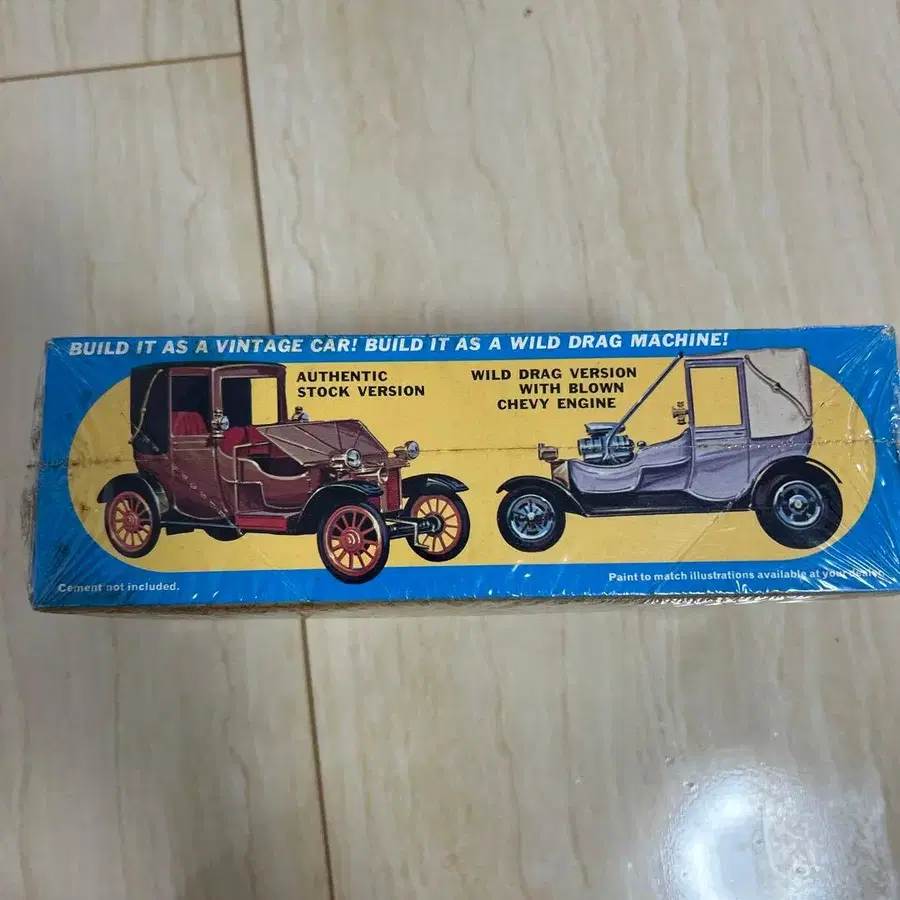 BUILD IT AS A VINTAGE CAR! BUILD IT AS A WILD DRAG MACHINE!
AUTHENTIC
STOCK VERSION
WILD DRAG VERSION
WITH BLOWN
CHEVY ENGINE
Cement not included.
Paint to match illustrations available at your dealer